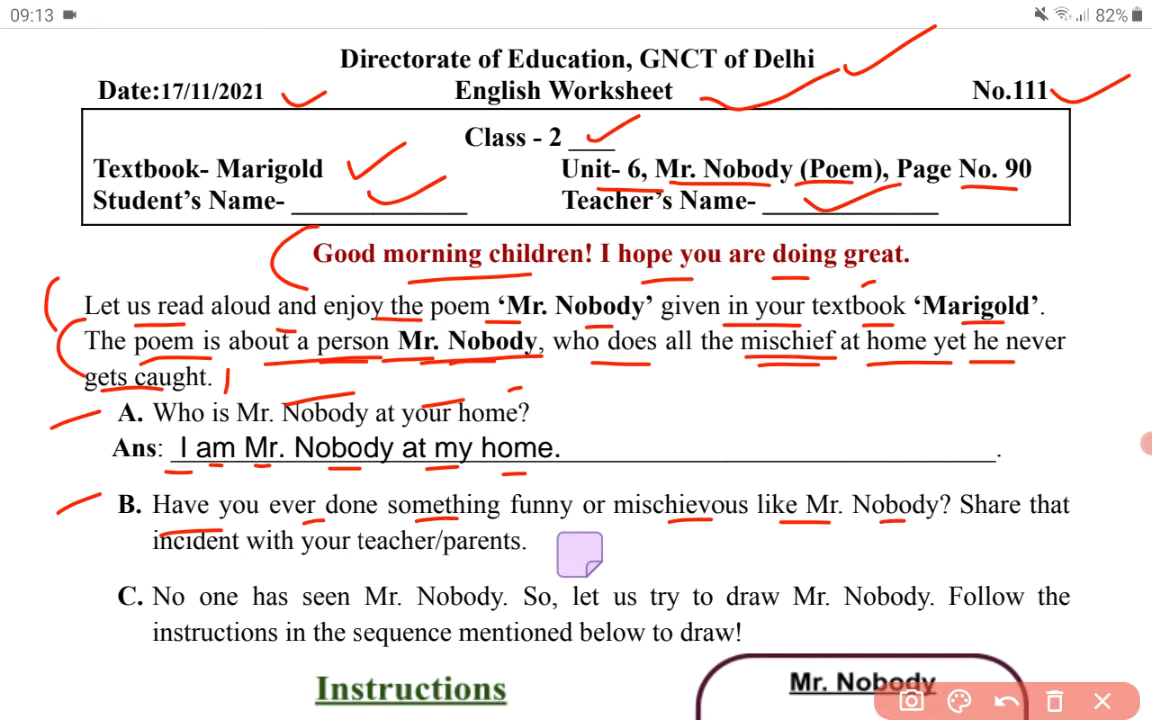 09:13
82%
Directorate of Education, GNCT of Delhi
Date:17/11/2021 English Worksheet No.111
Class - 2 ____
Textbook- Marigold Unit- 6, Mr. Nobody (Poem), Page No. 90
Student’s Name- ____________ Teacher’s Name- ____________
Good morning children! I hope you are doing great.
Let us read aloud and enjoy the poem ‘Mr. Nobody’ given in your textbook ‘Marigold’.
The poem is about a person Mr. Nobody, who does all the mischief at home yet he never
gets caught.
A. Who is Mr. Nobody at your home?
Ans: I am Mr. Nobody at my home. ____________.
B. Have you ever done something funny or mischievous like Mr. Nobody? Share that
incident with your teacher/parents.
C. No one has seen Mr. Nobody. So, let us try to draw Mr. Nobody. Follow the
instructions in the sequence mentioned below to draw!
Instructions Mr. Nobody